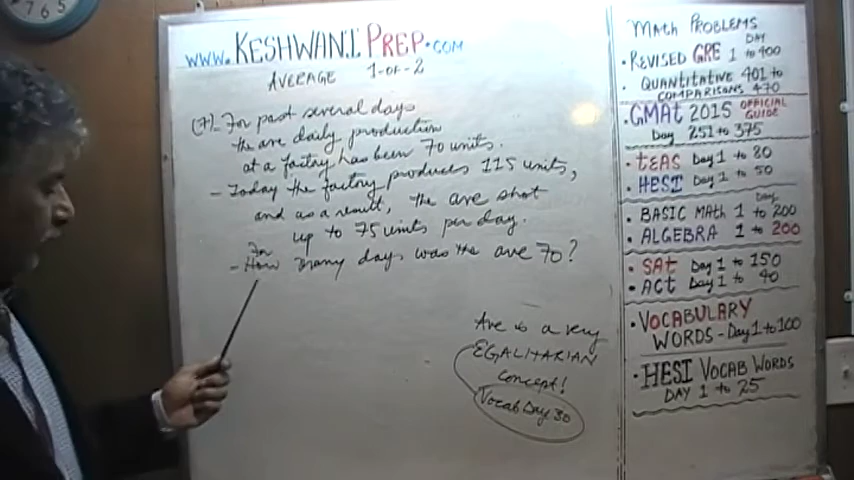 7 6 5
www.KESHWANIPREP.COM
AVERAGE 1-OF-2
(7) - For past several days
the ave daily production
at a factry has been 70 units.
- Today the factory produces 115 units,
and as a result, the ave shot
up to 75 units per day.
For
- How many days was the ave 70?
Ave is a very
EGALITARIAN
concept!
Vocab Day 30
MATH PROBLEMS
DAY
• REVISED GRE 1 to 400
• QUANTITATIVE 401 to
COMPARISONS 470
• GMAt 2015 OFFICIAL
GUIDE
Day 251 to 375
• tEAS Day 1 to 80
• HESI Day 1 to 50
Day
• BASIC MAth 1 to 200
• ALGEBRA 1 to 200
• SAt Day 1 to 150
• ACt Day 1 to 40
• VOCABULARY
WORDS - Day 1 to 100
• HESI VOCAB WORDS
DAY 1 to 25